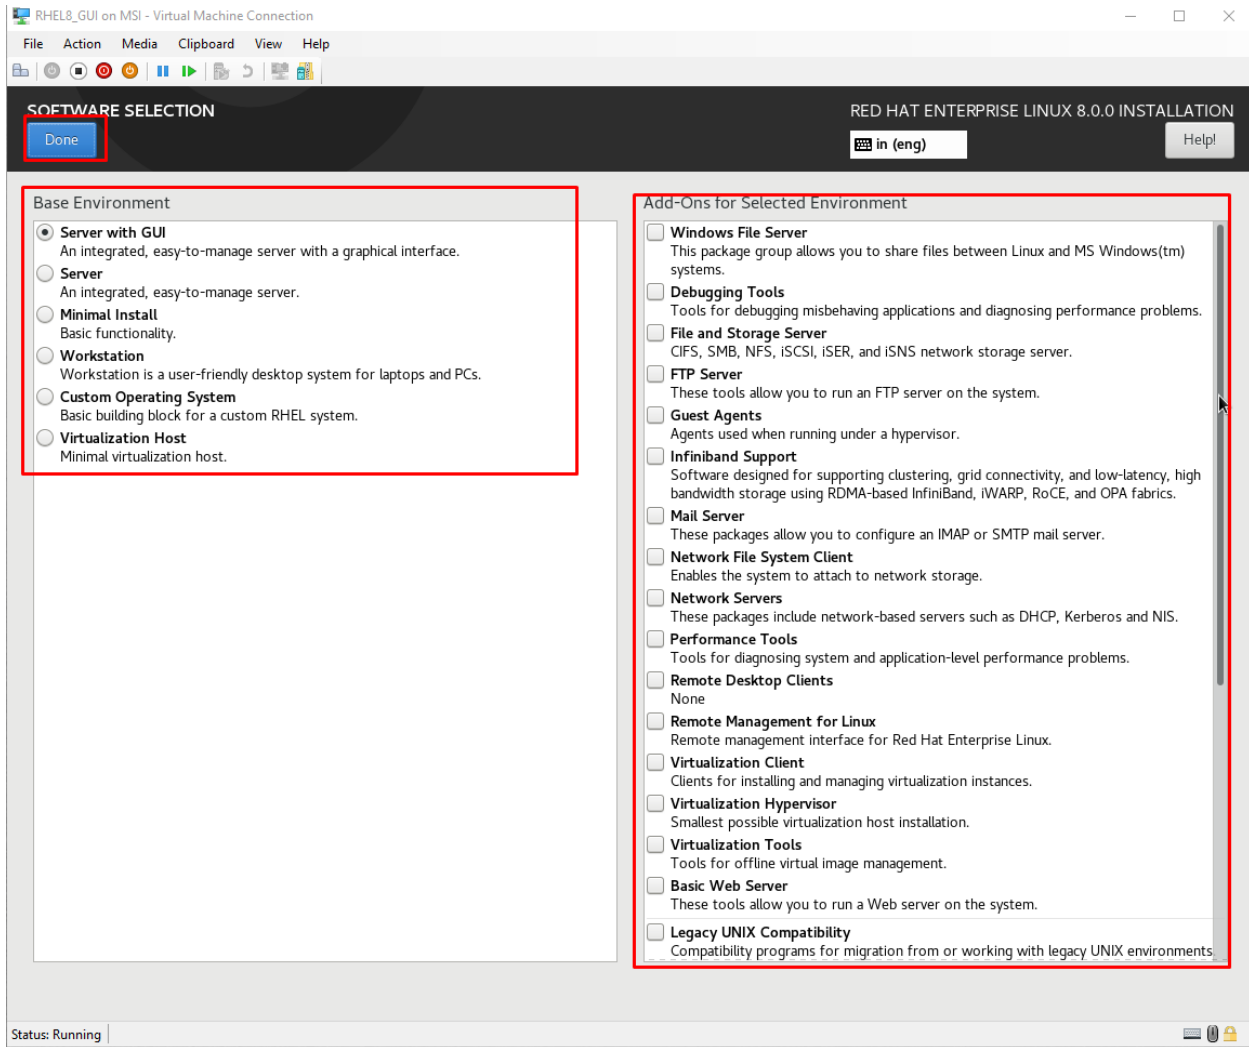 RHEL8_GUI on MSI - Virtual Machine Connection
File Action Media Clipboard View Help
SOFTWARE SELECTION
Done
RED HAT ENTERPRISE LINUX 8.0.0 INSTALLATION
in (eng)
Help!
Base Environment
Server with GUI
An integrated, easy-to-manage server with a graphical interface.
Server
An integrated, easy-to-manage server.
Minimal Install
Basic functionality.
Workstation
Workstation is a user-friendly desktop system for laptops and PCs.
Custom Operating System
Basic building block for a custom RHEL system.
Virtualization Host
Minimal virtualization host.
Add-Ons for Selected Environment
Windows File Server
This package group allows you to share files between Linux and MS Windows(tm)
systems.
Debugging Tools
Tools for debugging misbehaving applications and diagnosing performance problems.
File and Storage Server
CIFS, SMB, NFS, iSCSI, iSER, and iSNS network storage server.
FTP Server
These tools allow you to run an FTP server on the system.
Guest Agents
Agents used when running under a hypervisor.
Infiniband Support
Software designed for supporting clustering, grid connectivity, and low-latency, high
bandwidth storage using RDMA-based InfiniBand, iWARP, RoCE, and OPA fabrics.
Mail Server
These packages allow you to configure an IMAP or SMTP mail server.
Network File System Client
Enables the system to attach to network storage.
Network Servers
These packages include network-based servers such as DHCP, Kerberos and NIS.
Performance Tools
Tools for diagnosing system and application-level performance problems.
Remote Desktop Clients
None
Remote Management for Linux
Remote management interface for Red Hat Enterprise Linux.
Virtualization Client
Clients for installing and managing virtualization instances.
Virtualization Hypervisor
Smallest possible virtualization host installation.
Virtualization Tools
Tools for offline virtual image management.
Basic Web Server
These tools allow you to run a Web server on the system.
Legacy UNIX Compatibility
Compatibility programs for migration from or working with legacy UNIX environments
Status: Running